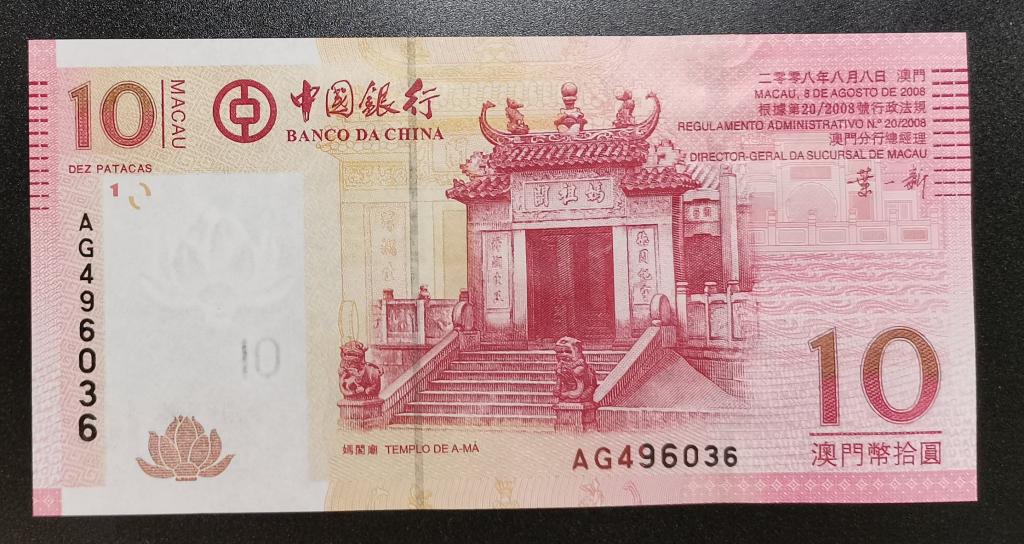 10
MACAU
DEZ PATACAS
中國銀行
BANCO DA CHINA
二零零八年八月八日 澳門
MACAU, 8 DE AGOSTO DE 2008
根據第20/2008號行政法規
REGULAMENTO ADMINISTRATIVO N.º 20/2008
澳門分行總經理
DIRECTOR-GERAL DA SUCURSAL DE MACAU
葉一新
閣祖媽
AG496036
10
媽閣廟 TEMPLO DE A-MÁ
AG496036
10
澳門幣拾圓